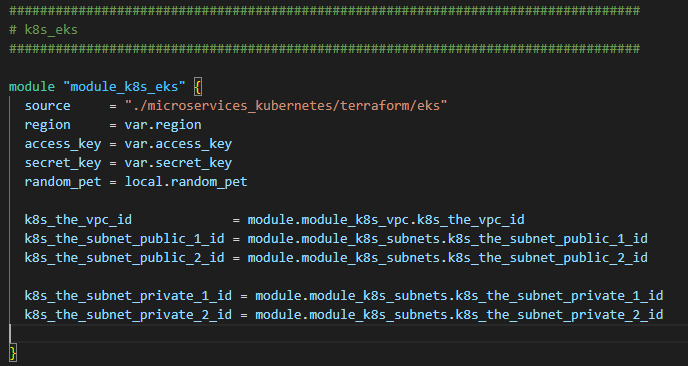 ##################################################################################
# k8s_eks
##################################################################################
module "module_k8s_eks" {
  source     = "./microservices_kubernetes/terraform/eks"
  region     = var.region
  access_key = var.access_key
  secret_key = var.secret_key
  random_pet = local.random_pet
  k8s_the_vpc_id             = module.module_k8s_vpc.k8s_the_vpc_id
  k8s_the_subnet_public_1_id = module.module_k8s_subnets.k8s_the_subnet_public_1_id
  k8s_the_subnet_public_2_id = module.module_k8s_subnets.k8s_the_subnet_public_2_id
  k8s_the_subnet_private_1_id = module.module_k8s_subnets.k8s_the_subnet_private_1_id
  k8s_the_subnet_private_2_id = module.module_k8s_subnets.k8s_the_subnet_private_2_id
}